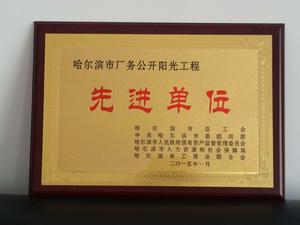 哈尔滨市厂务公开阳光工程
先进单位
哈尔滨市总工会
中共哈尔滨市委组织部
哈尔滨市人民政府国有资产监督管理委员会
哈尔滨市人力资源和社会保障局
哈尔滨市工商业联合会
二〇一五年一月